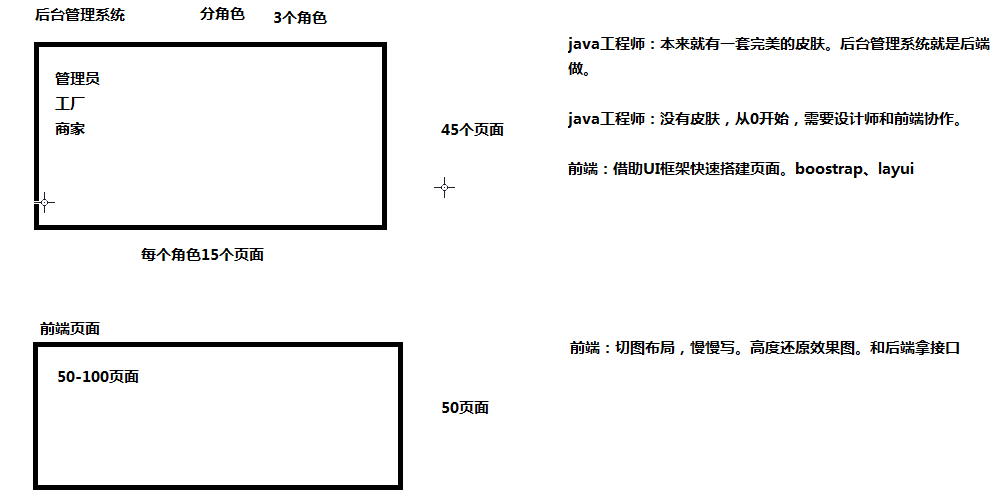 后台管理系统
分角色
3个角色
管理员
工厂
商家
45个页面
每个角色15个页面
java工程师：本来就有一套完美的皮肤。后台管理系统就是后端
做。
java工程师：没有皮肤，从0开始，需要设计师和前端协作。
前端：借助UI框架快速搭建页面。boostrap、layui
前端页面
50-100页面
50页面
前端：切图布局，慢慢写。高度还原效果图。和后端拿接口